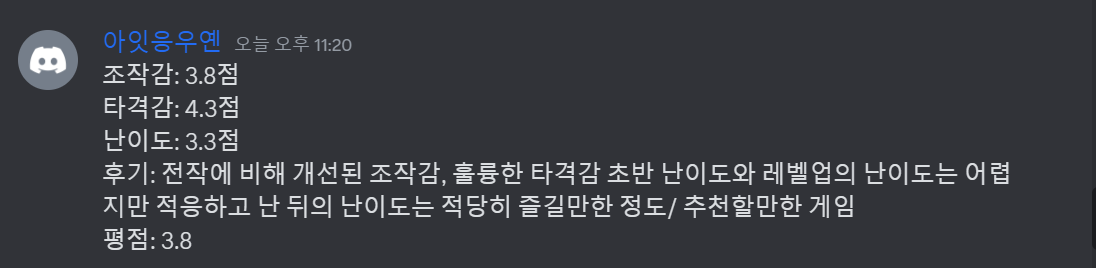 아잇응우옌 오늘 오후 11:20
조작감: 3.8점
타격감: 4.3점
난이도: 3.3점
후기: 전작에 비해 개선된 조작감, 훌륭한 타격감 초반 난이도와 레벨업의 난이도는 어렵
지만 적응하고 난 뒤의 난이도는 적당히 즐길만한 정도/ 추천할만한 게임
평점: 3.8